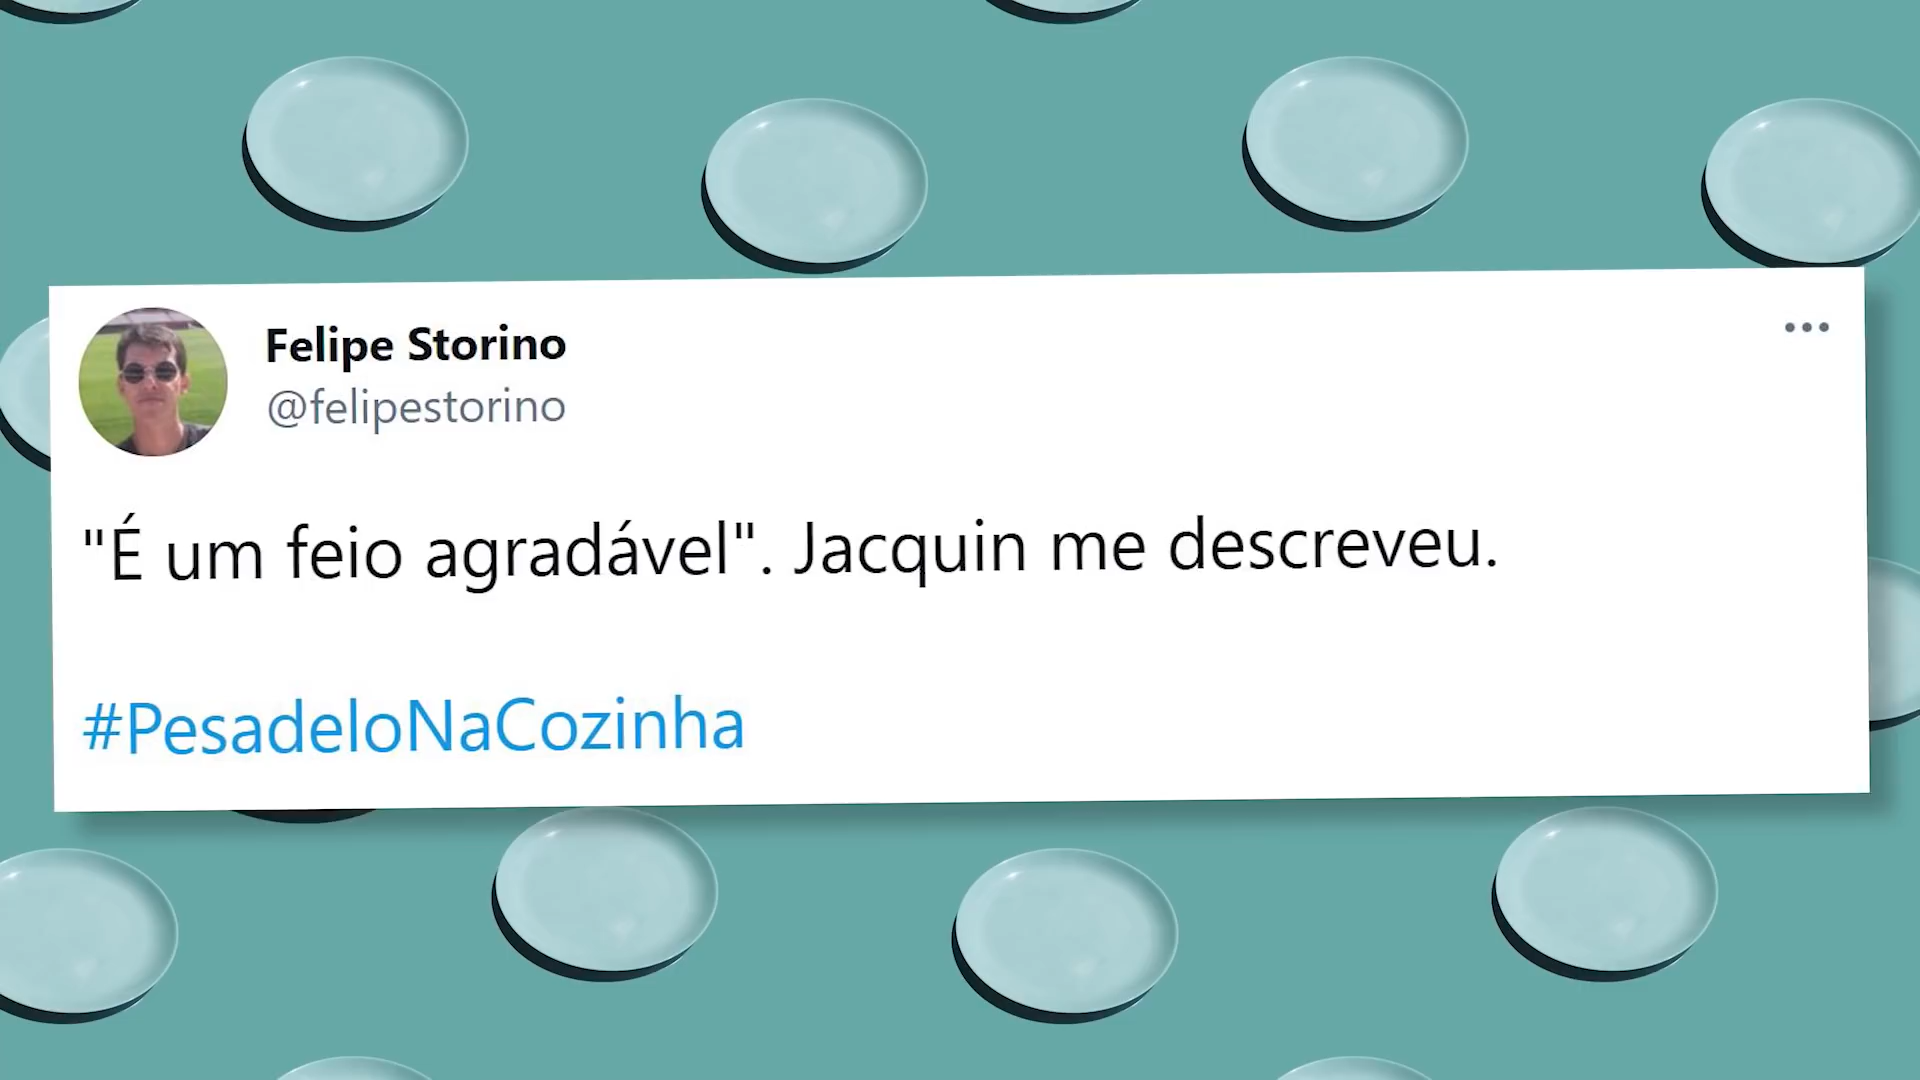 Felipe Storino
@felipestorino
"É um feio agradável". Jacquin me descreveu.
#PesadeloNaCozinha